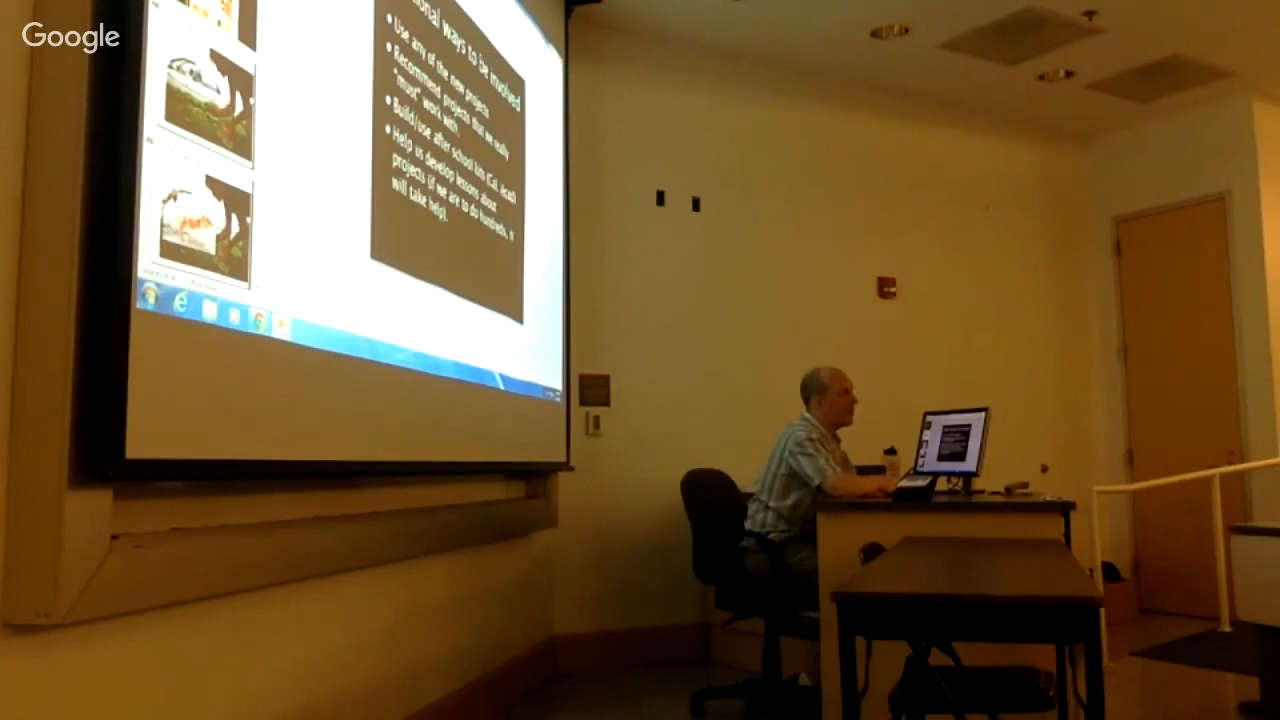 Google
ional ways to be involved
• Use any of the new projects
• Recommend projects that we really
"must" work with.
• Build/use after school kits (Cal. Acad)
• Help us develop lessons about
projects (if we are to do hundreds, it
will take help).